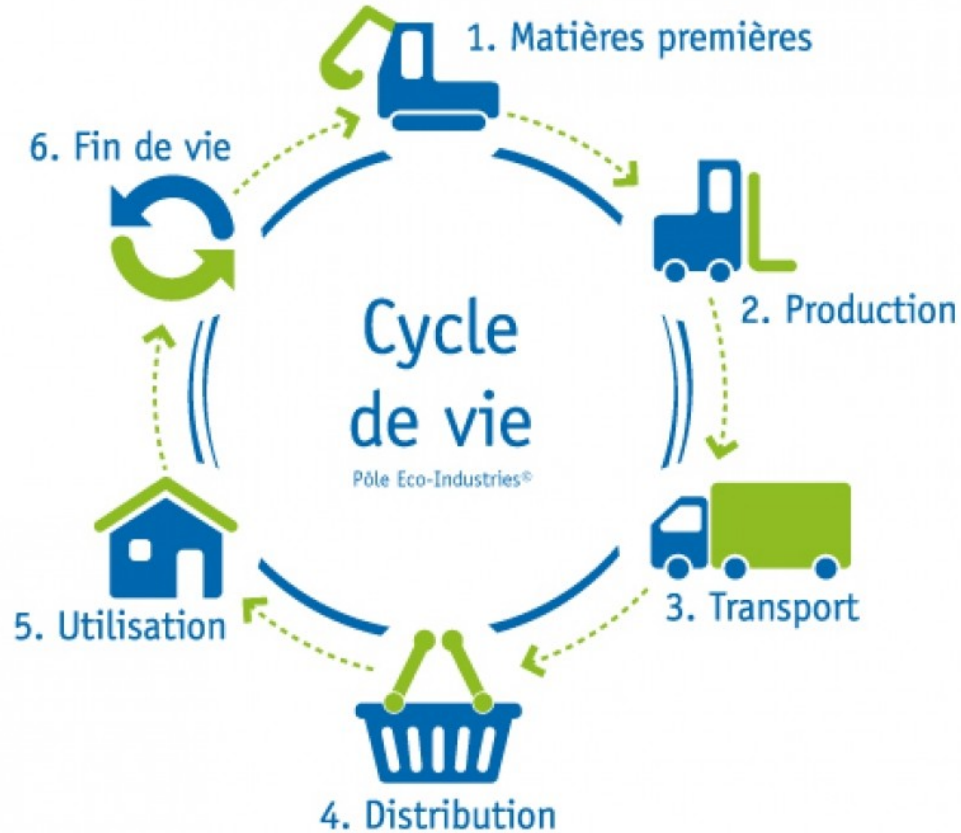 1. Matières premières
2. Production
3. Transport
4. Distribution
5. Utilisation
6. Fin de vie
Cycle
de vie
Pôle Eco-Industries©